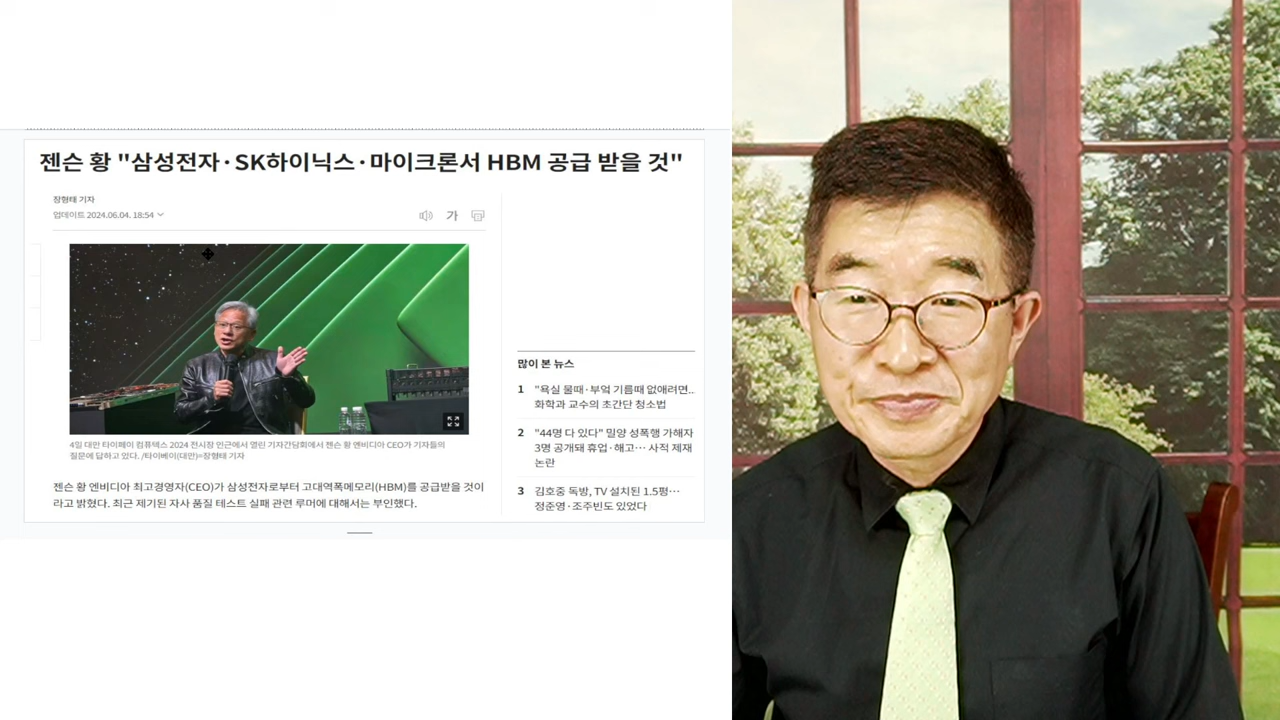 젠슨 황 "삼성전자·SK하이닉스·마이크론서 HBM 공급 받을 것"
장형태 기자
업데이트 2024.06.04. 18:54
가
4일 대만 타이페이 컴퓨텍스 2024 전시장 인근에서 열린 기자간담회에서 젠슨 황 엔비디아 CEO가 기자들의
질문에 답하고 있다. /타이베이(대만)=장형태 기자
젠슨 황 엔비디아 최고경영자(CEO)가 삼성전자로부터 고대역폭메모리(HBM)를 공급받을 것이
라고 밝혔다. 최근 제기된 자사 품질 테스트 실패 관련 루머에 대해서는 부인했다.
많이 본 뉴스
1 "욕실 물때·부엌 기름때 없애려면..
화학과 교수의 초간단 청소법
2 "44명 다 있다" 밀양 성폭행 가해자
3명 공개돼 휴업·해고… 사적 제재
논란
3 김호중 독방, TV 설치된 1.5평…
정준영·조주빈도 있었다